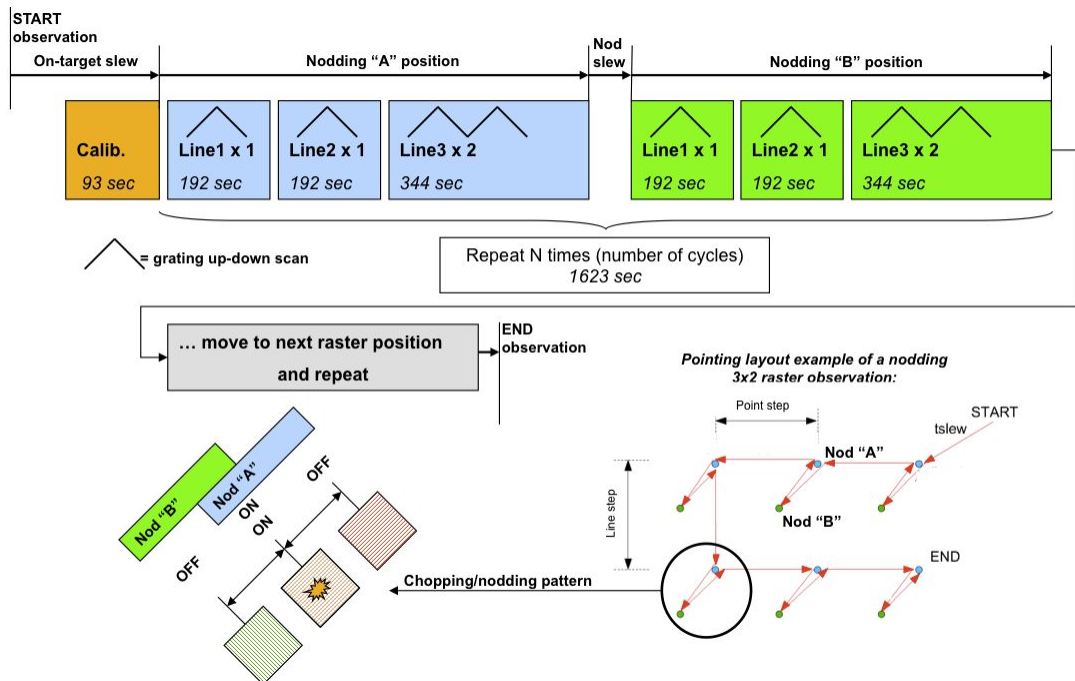 START
observation
On-target slew
Nodding “A” position
Nod
slew
Nodding “B” position
Calib.
93 sec
Line1 x 1
192 sec
Line2 x 1
192 sec
Line3 x 2
344 sec
Line1 x 1
192 sec
Line2 x 1
192 sec
Line3 x 2
344 sec
= grating up-down scan
Repeat N times (number of cycles)
1623 sec
… move to next raster position
and repeat
END
observation
Pointing layout example of a nodding
3x2 raster observation:
Point step
START
tslew
Nod “A”
Line step
Nod “B”
END
Chopping/nodding pattern
Nod “B”
Nod “A”
ON
ON
OFF
OFF